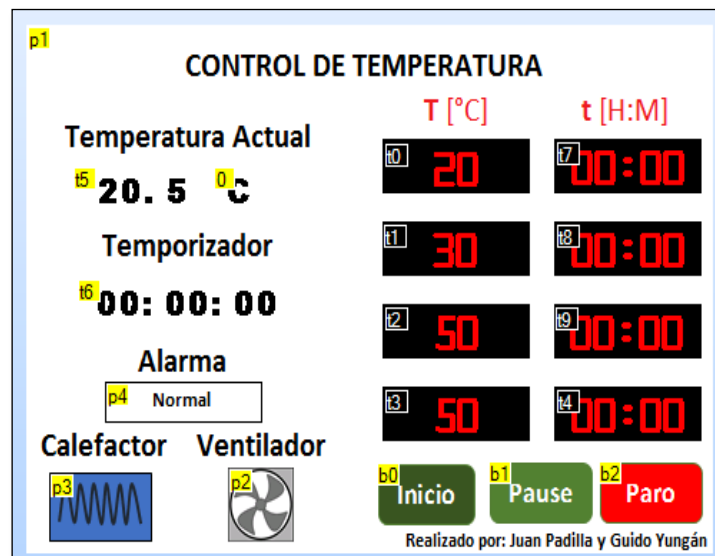 p1
CONTROL DE TEMPERATURA
T [°C] t [H:M]
Temperatura Actual
t0 20 t7 00:00
t5 20.5 0 C
t1 30 t8 00:00
Temporizador
t6 00:00:00
t2 50 t9 00:00
Alarma
p4 Normal
t3 50 t4 00:00
Calefactor Ventilador
p3 p2
b0 Inicio b1 Pause b2 Paro
Realizado por: Juan Padilla y Guido Yungán